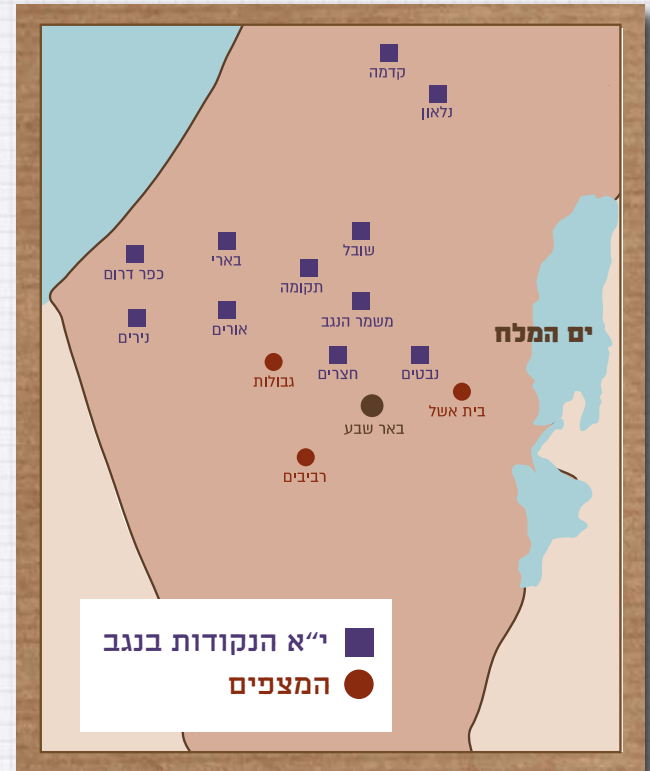 קדמה
נלאון
שובל
בארי
כפר דרום
תקומה
משמר הנגב
אורים
נירים
ים המלח
נבטים
חצרים
גבולות
בית אשל
באר שבע
רביבים
י״א הנקודות בנגב
המצפים